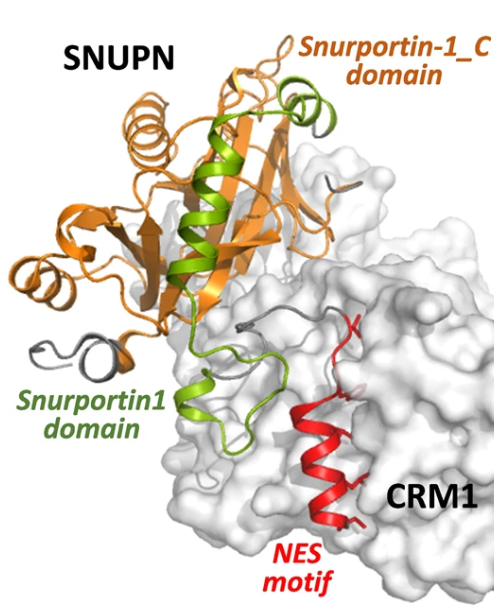 SNUPN
Snurportin-1_C
domain
Snurportin1
domain
CRM1
NES
motif